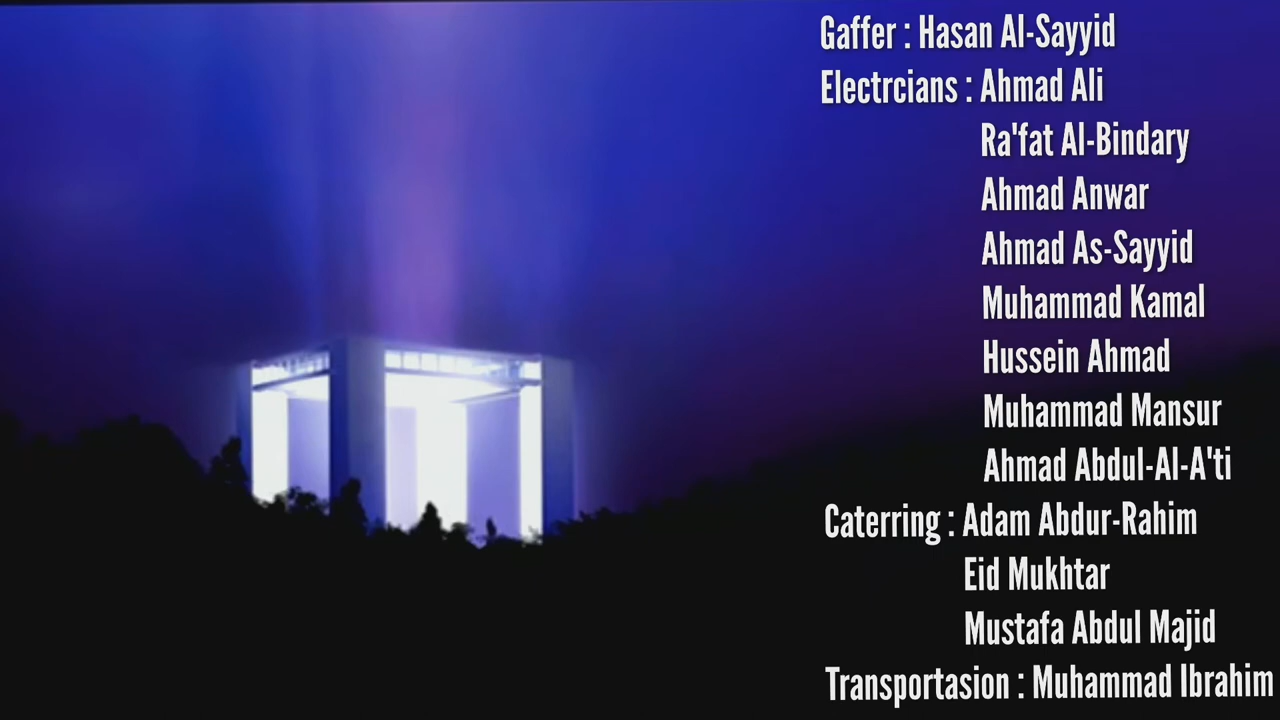 Gaffer : Hasan Al-Sayyid
Electrcians : Ahmad Ali
Ra'fat Al-Bindary
Ahmad Anwar
Ahmad As-Sayyid
Muhammad Kamal
Hussein Ahmad
Muhammad Mansur
Ahmad Abdul-Al-A'ti
Caterring : Adam Abdur-Rahim
Eid Mukhtar
Mustafa Abdul Majid
Transportasion : Muhammad Ibrahim